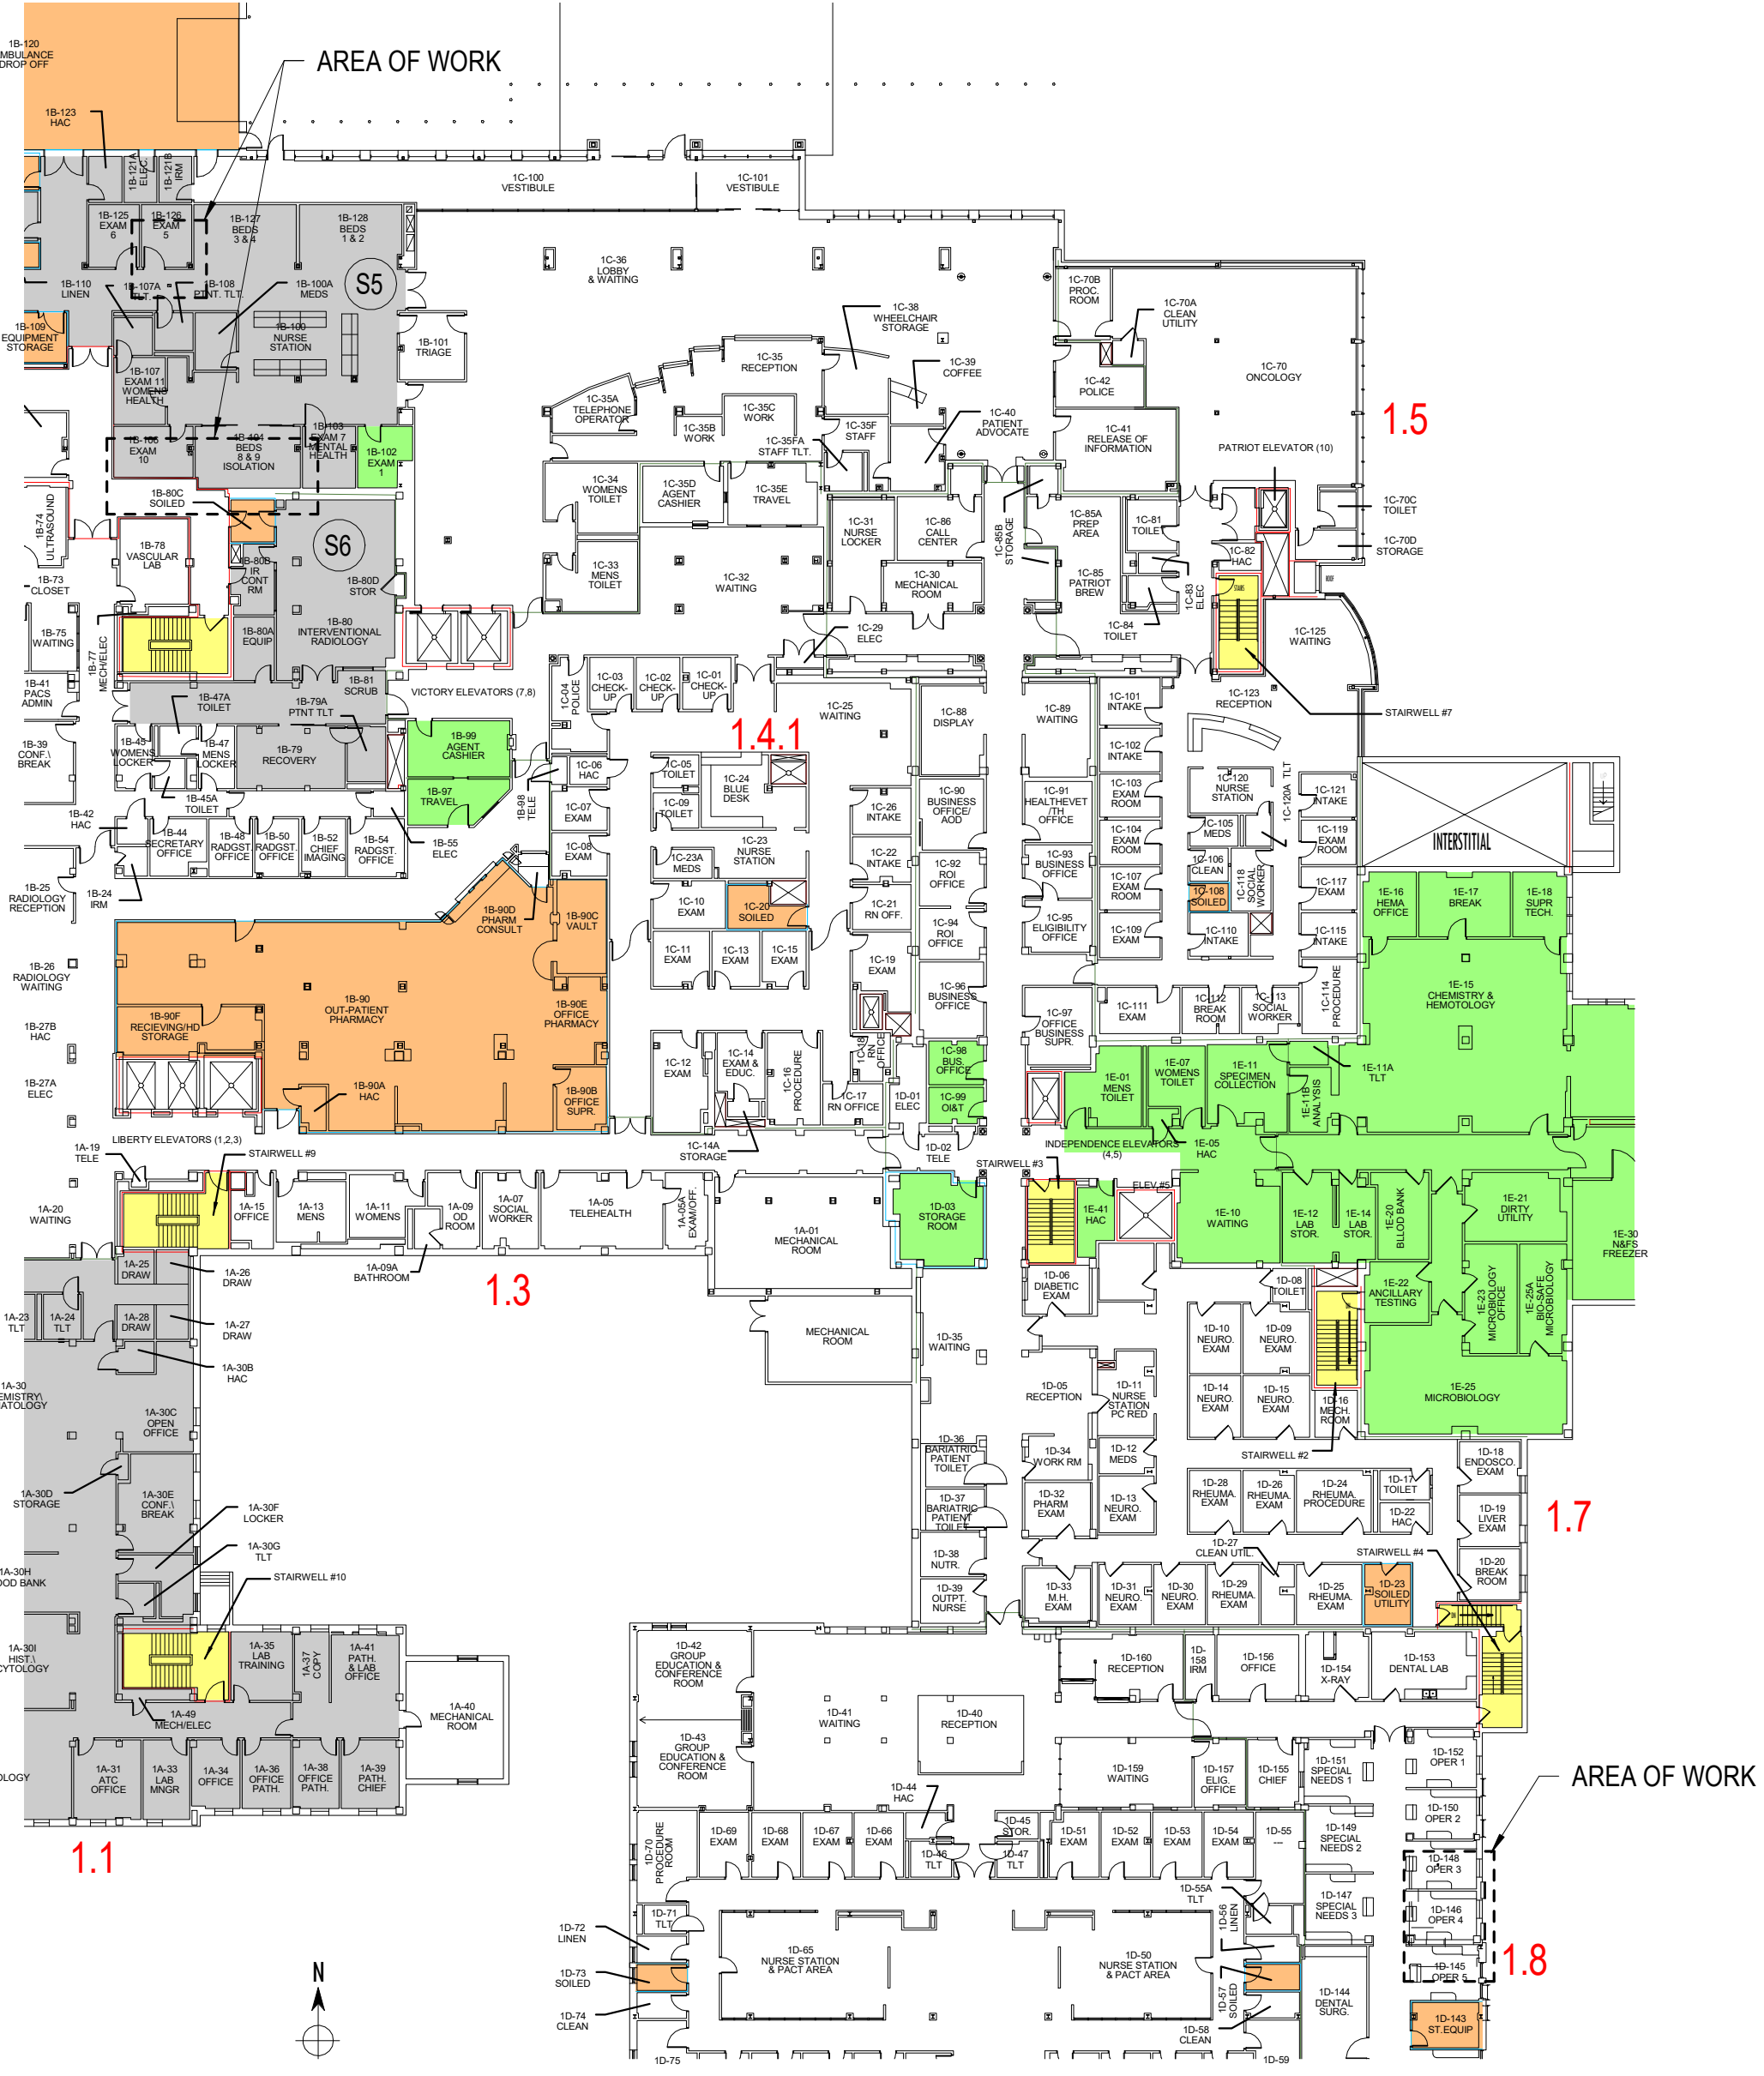 1B-120
AMBULANCE
DROP OFF
AREA OF WORK
1B-123
HAC
1B-121A
ELEC.
1B-121B
IRM
1C-100
VESTIBULE
1C-101
VESTIBULE
1B-125
EXAM
6
1B-126
EXAM
5
1B-127
BEDS
3 & 4
1B-128
BEDS
1 & 2
S5
1B-110
LINEN
1B-107A
TLT.
1B-108
PTNT. TLT.
1B-100A
MEDS
1B-109
EQUIPMENT
STORAGE
1B-100
NURSE
STATION
1B-101
TRIAGE
1B-107
EXAM 11
WOMENS
HEALTH
1B-106
EXAM
10
1B-104
BEDS
8 & 9
ISOLATION
1B-103
EXAM 7
MENTAL
HEALTH
1B-102
EXAM
1
1C-36
LOBBY
& WAITING
1C-38
WHEELCHAIR
STORAGE
1C-39
COFFEE
1C-35
RECEPTION
1C-35A
TELEPHONE
OPERATOR
1C-35B
WORK
1C-35C
WORK
1C-35FA
STAFF TLT.
1C-35F
STAFF
1C-40
PATIENT
ADVOCATE
1C-70B
PROC.
ROOM
1C-70A
CLEAN
UTILITY
1C-42
POLICE
1C-70
ONCOLOGY
1C-41
RELEASE OF
INFORMATION
1.5
PATRIOT ELEVATOR (10)
1C-70C
TOILET
1C-70D
STORAGE
1B-80C
SOILED
1B-74
ULTRASOUND
1B-78
VASCULAR
LAB
1B-73
CLOSET
S6
1B-80B
IR
CONT
RM
1B-80D
STOR
1B-80
INTERVENTIONAL
RADIOLOGY
1B-80A
EQUIP
1B-75
WAITING
1B-77
MECH/ELEC
1B-81
SCRUB
1C-34
WOMENS
TOILET
1C-35D
AGENT
CASHIER
1C-35E
TRAVEL
1C-33
MENS
TOILET
1C-32
WAITING
1C-31
NURSE
LOCKER
1C-86
CALL
CENTER
1C-30
MECHANICAL
ROOM
1C-29
ELEC
1C-85B
STORAGE
1C-85A
PREP
AREA
1C-81
TOILET
1C-85
PATRIOT
BREW
1C-83
ELEC
1C-84
TOILET
1C-82
HAC
STAIRS
ROOF
1C-125
WAITING
1C-123
RECEPTION
STAIRWELL #7
1B-41
PACS
ADMIN
1B-47A
TOILET
1B-79A
PTNT TLT
VICTORY ELEVATORS (7,8)
1B-39
CONF.\
BREAK
1B-45
WOMENS
LOCKER
1B-47
MENS
LOCKER
1B-79
RECOVERY
1B-99
AGENT
CASHIER
1B-97
TRAVEL
1B-98
TELE
1B-45A
TOILET
1B-42
HAC
1B-44
SECRETARY
OFFICE
1B-48
RADGST.
OFFICE
1B-50
RADGST.
OFFICE
1B-52
CHIEF
IMAGING
1B-54
RADGST.
OFFICE
1B-55
ELEC
1B-25
RADIOLOGY
RECEPTION
1B-24
IRM
1C-04
POLICE
1C-03
CHECK-
UP
1C-02
CHECK-
UP
1C-01
CHECK-
UP
1.4.1
1C-25
WAITING
1C-88
DISPLAY
1C-89
WAITING
1C-101
INTAKE
1C-102
INTAKE
1C-06
HAC
1C-05
TOILET
1C-24
BLUE
DESK
1C-07
EXAM
1C-09
TOILET
1C-26
INTAKE
1C-90
BUSINESS
OFFICE/
AOD
1C-91
HEALTHEVET
/TH
OFFICE
1C-103
EXAM
ROOM
1C-120
NURSE
STATION
1C-120A TLT
1C-121
INTAKE
INTERSTITIAL
1C-08
EXAM
1C-23
NURSE
STATION
1C-23A
MEDS
1C-22
INTAKE
1C-92
ROI
OFFICE
1C-93
BUSINESS
OFFICE
1C-104
EXAM
ROOM
1C-105
MEDS
1C-119
EXAM
ROOM
1C-106
CLEAN
1C-118
SOCIAL
WORKER
1C-107
EXAM
ROOM
1C-108
SOILED
1C-117
EXAM
1C-10
EXAM
1C-20
SOILED
1C-21
RN OFF.
1C-94
ROI
OFFICE
1C-95
ELIGIBILITY
OFFICE
1C-109
EXAM
1C-110
INTAKE
1C-115
INTAKE
1E-16
HEMA
OFFICE
1E-17
BREAK
1E-18
SUPR
TECH.
1C-11
EXAM
1C-13
EXAM
1C-15
EXAM
1C-19
EXAM
1C-96
BUSINESS
OFFICE
1C-97
OFFICE
BUSINESS
SUPR.
1C-111
EXAM
1C-112
BREAK
ROOM
1C-113
SOCIAL
WORKER
1C-114
PROCEDURE
1E-15
CHEMISTRY &
HEMOTOLOGY
1B-90D
PHARM
CONSULT
1B-90C
VAULT
1B-26
RADIOLOGY
WAITING
1B-90
OUT-PATIENT
PHARMACY
1B-90E
OFFICE
PHARMACY
1B-90F
RECIEVING/HD
STORAGE
1B-27B
HAC
1B-27A
ELEC
1B-90A
HAC
1B-90B
OFFICE
SUPR.
1C-12
EXAM
1C-14
EXAM &
EDUC.
1C-16
PROCEDURE
1C-18
RN
OFFICE
1C-17
RN OFFICE
1D-01
ELEC
1C-98
BUS.
OFFICE
1C-99
OI&T
1E-01
MENS
TOILET
1E-07
WOMENS
TOILET
1E-11
SPECIMEN
COLLECTION
1E-11A
TLT
1E-11B
ANALYSIS
LIBERTY ELEVATORS (1,2,3)
1A-19
TELE
STAIRWELL #9
1C-14A
STORAGE
1D-02
TELE
INDEPENDENCE ELEVATORS
(4,5)
1E-05
HAC
STAIRWELL #3
ELEV #5
1A-20
WAITING
1A-15
OFFICE
1A-13
MENS
1A-11
WOMENS
1A-09
OD
ROOM
1A-07
SOCIAL
WORKER
1A-05
TELEHEALTH
1A-05A
EXAM/OFF.
1A-01
MECHANICAL
ROOM
1D-03
STORAGE
ROOM
1E-41
HAC
1E-10
WAITING
1E-12
LAB
STOR.
1E-14
LAB
STOR.
1E-20
BLLOD BANK
1E-21
DIRTY
UTILITY
1E-30
N&FS
FREEZER
1A-09A
BATHROOM
1.3
1A-25
DRAW
1A-26
DRAW
1A-23
TLT
1A-24
TLT
1A-28
DRAW
1A-27
DRAW
1A-30B
HAC
MECHANICAL
ROOM
1D-06
DIABETIC
EXAM
1D-08
TOILET
1E-22
ANCILLARY
TESTING
1E-23
MICROBIOLOGY
OFFICE
1E-25A
BIO-SAFE
MICROBIOLOGY
1D-35
WAITING
1D-10
NEURO.
EXAM
1D-09
NEURO.
EXAM
1A-30
EMISTRY\
ATOLOGY
1A-30C
OPEN
OFFICE
1D-05
RECEPTION
1D-11
NURSE
STATION
PC RED
1D-14
NEURO.
EXAM
1D-15
NEURO.
EXAM
1D-16
MECH.
ROOM
1E-25
MICROBIOLOGY
STAIRWELL #2
1D-36
BARIATRIC
PATIENT
TOILET
1D-34
WORK RM
1D-12
MEDS
1D-18
ENDOSCO.
EXAM
1A-30D
STORAGE
1A-30E
CONF.\
BREAK
1A-30F
LOCKER
1D-37
BARIATRIC
PATIENT
TOILET
1D-32
PHARM
EXAM
1D-13
NEURO.
EXAM
1D-28
RHEUMA.
EXAM
1D-26
RHEUMA.
EXAM
1D-24
RHEUMA.
PROCEDURE
1D-17
TOILET
1D-22
HAC
1D-19
LIVER
EXAM
1.7
1A-30G
TLT
1A-30H
OOD BANK
STAIRWELL #10
1D-38
NUTR.
1D-27
CLEAN UTIL.
STAIRWELL #4
1D-20
BREAK
ROOM
1D-39
OUTPT.
NURSE
1D-33
M.H.
EXAM
1D-31
NEURO.
EXAM
1D-30
NEURO.
EXAM
1D-29
RHEUMA.
EXAM
1D-25
RHEUMA.
EXAM
1D-23
SOILED
UTILITY
1A-30I
HIST.\
CYTOLOGY
1A-35
LAB
TRAINING
1A-37
COPY
1A-41
PATH.
& LAB
OFFICE
1A-49
MECH/ELEC
1A-40
MECHANICAL
ROOM
1D-42
GROUP
EDUCATION &
CONFERENCE
ROOM
1D-41
WAITING
1D-40
RECEPTION
1D-160
RECEPTION
1D-
158
IRM
1D-156
OFFICE
1D-154
X-RAY
1D-153
DENTAL LAB
1D-43
GROUP
EDUCATION &
CONFERENCE
ROOM
OLOGY
1A-31
ATC
OFFICE
1A-33
LAB
MNGR
1A-34
OFFICE
1A-36
OFFICE
PATH.
1A-38
OFFICE
PATH.
1A-39
PATH.
CHIEF
1D-159
WAITING
1D-157
ELIG.
OFFICE
1D-155
CHIEF
1D-151
SPECIAL
NEEDS 1
1D-152
OPER 1
AREA OF WORK
1.1
1D-44
HAC
1D-45
STOR.
1D-150
OPER 2
1D-149
SPECIAL
NEEDS 2
1D-70
PROCEDURE
ROOM
1D-69
EXAM
1D-68
EXAM
1D-67
EXAM
1D-66
EXAM
1D-46
TLT
1D-47
TLT
1D-51
EXAM
1D-52
EXAM
1D-53
EXAM
1D-54
EXAM
1D-55
---
1D-148
OPER 3
1D-55A
TLT
1D-147
SPECIAL
NEEDS 3
1D-146
OPER 4
1D-71
TLT
1D-72
LINEN
1D-56
LINEN
1D-65
NURSE STATION
& PACT AREA
1D-50
NURSE STATION
& PACT AREA
1D-73
SOILED
1D-57
SOILED
1D-145
OPER 5
1.8
1D-74
CLEAN
1D-58
CLEAN
1D-144
DENTAL
SURG.
1D-143
ST.EQUIP
1D-75
1D-59
N